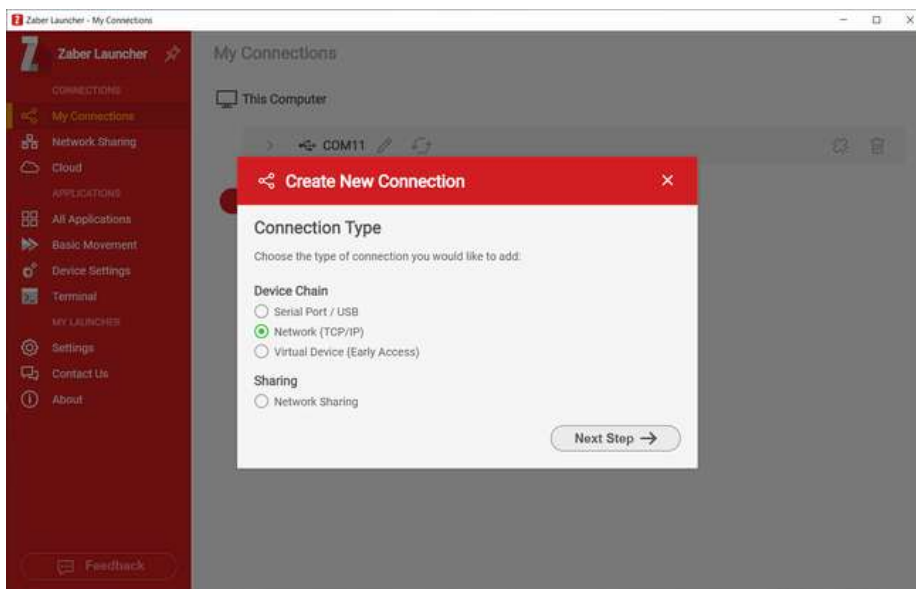 Zaber Launcher - My Connections
Zaber Launcher
CONNECTIONS
My Connections
Network Sharing
Cloud
APPLICATIONS
All Applications
Basic Movement
Device Settings
Terminal
MY LAUNCHER
Settings
Contact Us
About
Feedback
My Connections
This Computer
COM11
Create New Connection
Connection Type
Choose the type of connection you would like to add:
Device Chain
Serial Port / USB
Network (TCP/IP)
Virtual Device (Early Access)
Sharing
Network Sharing
Next Step